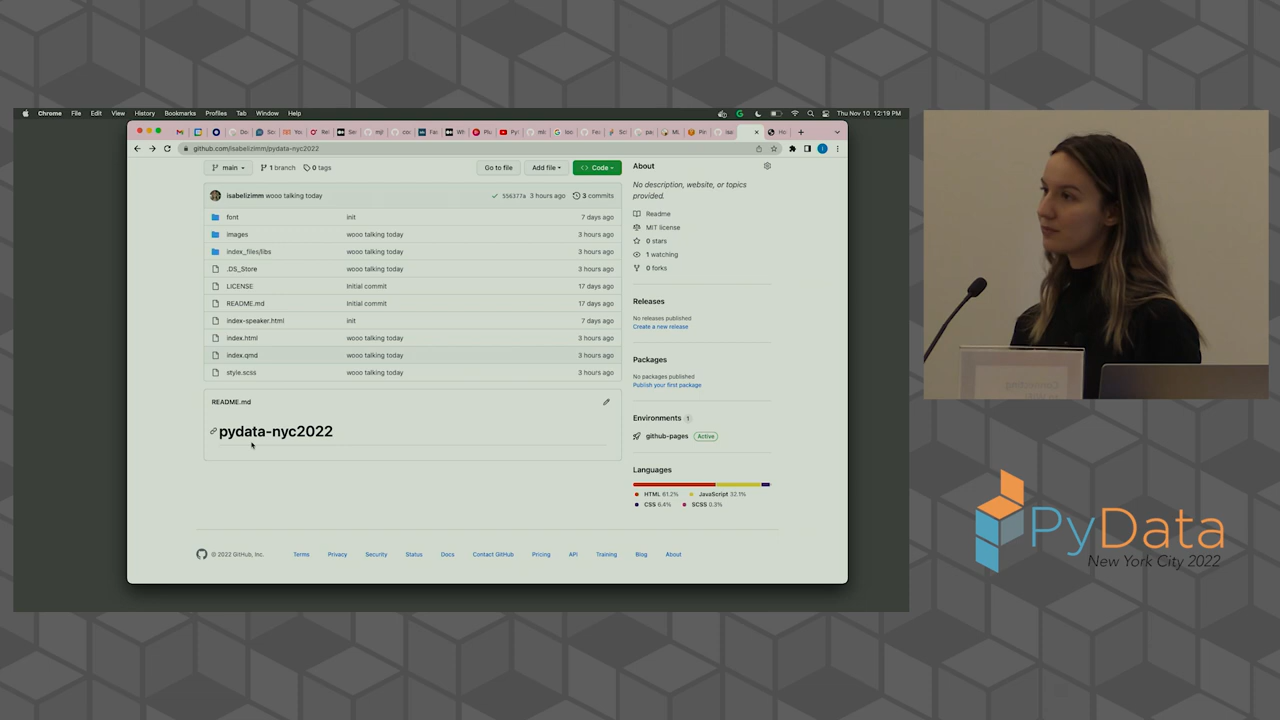 Chrome File Edit View History Bookmarks Profiles Tab Window Help
Thu Nov 10 12:19 PM
github.com/isabelizimm/pydata-nyc2022
main 1 branch 0 tags Go to file Add file Code
isabelizimm wooo talking today 556377a 3 hours ago 3 commits
font init 7 days ago
images wooo talking today 3 hours ago
index_files/libs wooo talking today 3 hours ago
.DS_Store wooo talking today 3 hours ago
LICENSE Initial commit 17 days ago
README.md Initial commit 17 days ago
index-speaker.html init 7 days ago
index.html wooo talking today 3 hours ago
index.qmd wooo talking today 3 hours ago
style.scss wooo talking today 3 hours ago
README.md
pydata-nyc2022
About
No description, website, or topics
provided.
Readme
MIT license
0 stars
1 watching
0 forks
Releases
No releases published
Create a new release
Packages
No packages published
Publish your first package
Environments 1
github-pages Active
Languages
HTML 61.2% JavaScript 32.1%
CSS 6.4% SCSS 0.3%
© 2022 GitHub, Inc. Terms Privacy Security Status Docs Contact GitHub Pricing API Training Blog About
PyData
New York City 2022